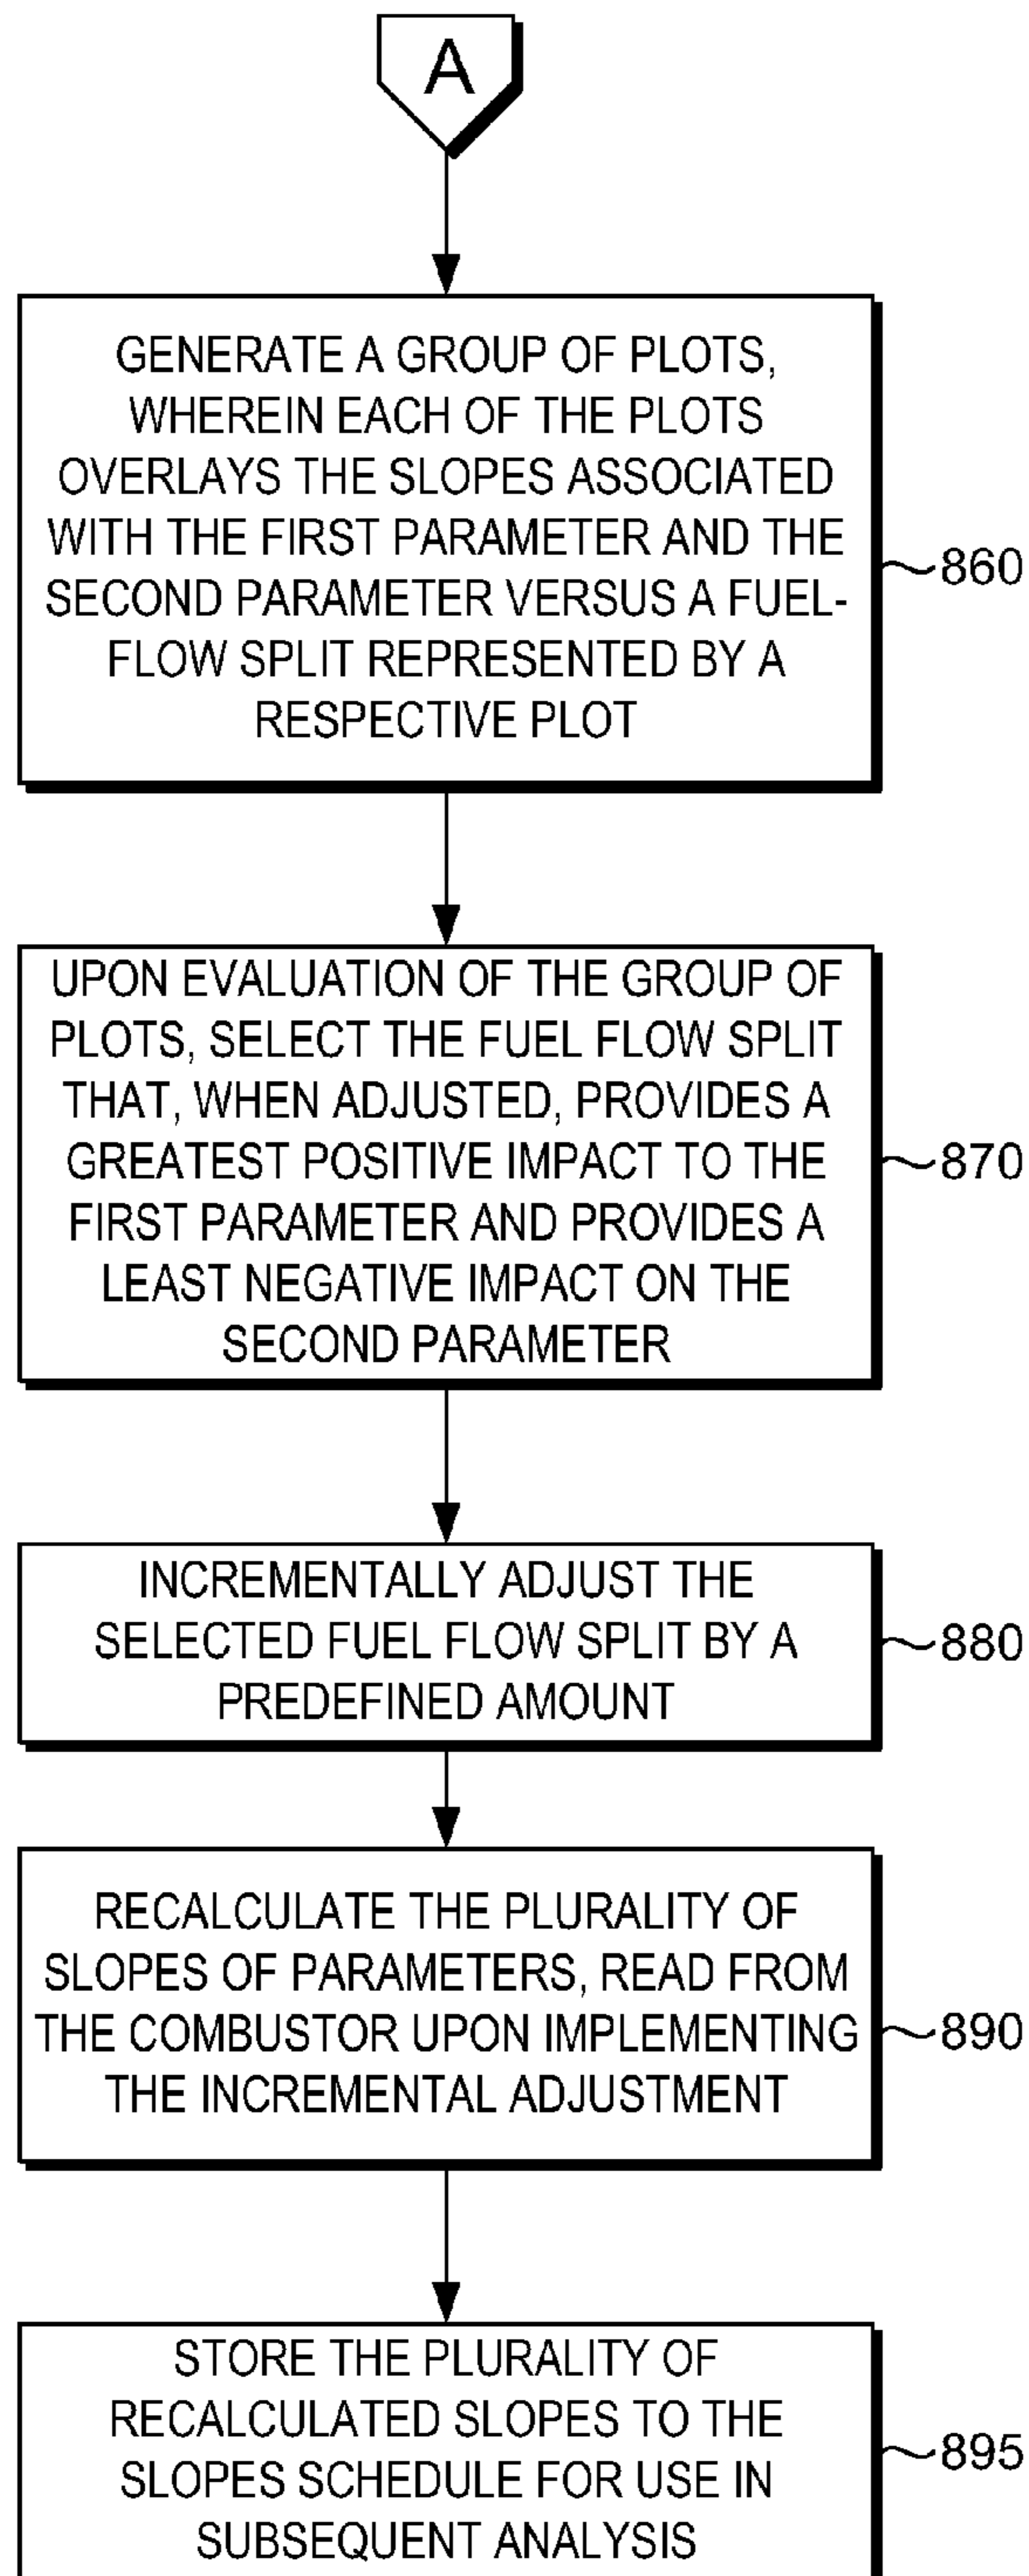 A
GENERATE A GROUP OF PLOTS,
WHEREIN EACH OF THE PLOTS
OVERLAYS THE SLOPES ASSOCIATED
WITH THE FIRST PARAMETER AND THE
SECOND PARAMETER VERSUS A FUEL-
FLOW SPLIT REPRESENTED BY A
RESPECTIVE PLOT
860
UPON EVALUATION OF THE GROUP OF
PLOTS, SELECT THE FUEL FLOW SPLIT
THAT, WHEN ADJUSTED, PROVIDES A
GREATEST POSITIVE IMPACT TO THE
FIRST PARAMETER AND PROVIDES A
LEAST NEGATIVE IMPACT ON THE
SECOND PARAMETER
870
INCREMENTALLY ADJUST THE
SELECTED FUEL FLOW SPLIT BY A
PREDEFINED AMOUNT
880
RECALCULATE THE PLURALITY OF
SLOPES OF PARAMETERS, READ FROM
THE COMBUSTOR UPON IMPLEMENTING
THE INCREMENTAL ADJUSTMENT
890
STORE THE PLURALITY OF
RECALCULATED SLOPES TO THE
SLOPES SCHEDULE FOR USE IN
SUBSEQUENT ANALYSIS
895